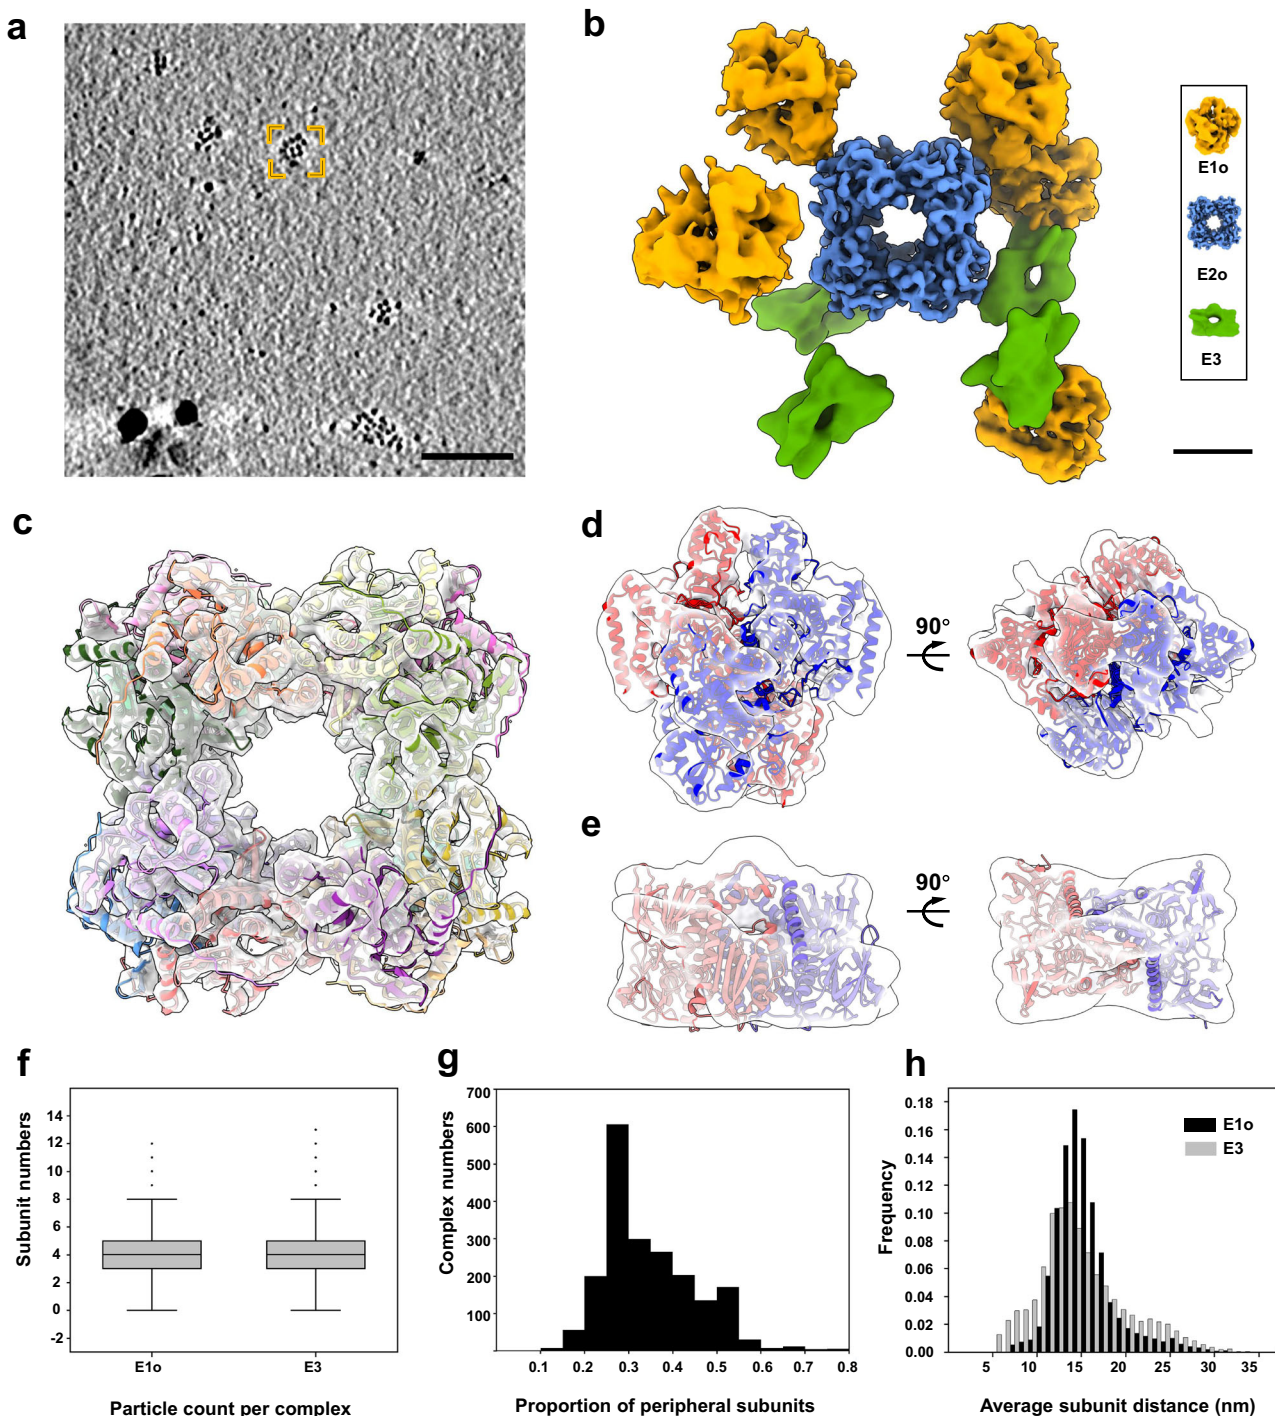 a
b
E1o
E2o
E3
c
d
90°
e
90°
f
Subunit numbers
14
12
10
8
6
4
2
0
-2
E1o
E3
Particle count per complex
g
Complex numbers
700
600
500
400
300
200
100
0.1
0.2
0.3
0.4
0.5
0.6
0.7
0.8
Proportion of peripheral subunits
h
Frequency
0.18
0.16
0.14
0.12
0.10
0.08
0.06
0.04
0.02
0.00
E1o
E3
5
10
15
20
25
30
35
Average subunit distance (nm)